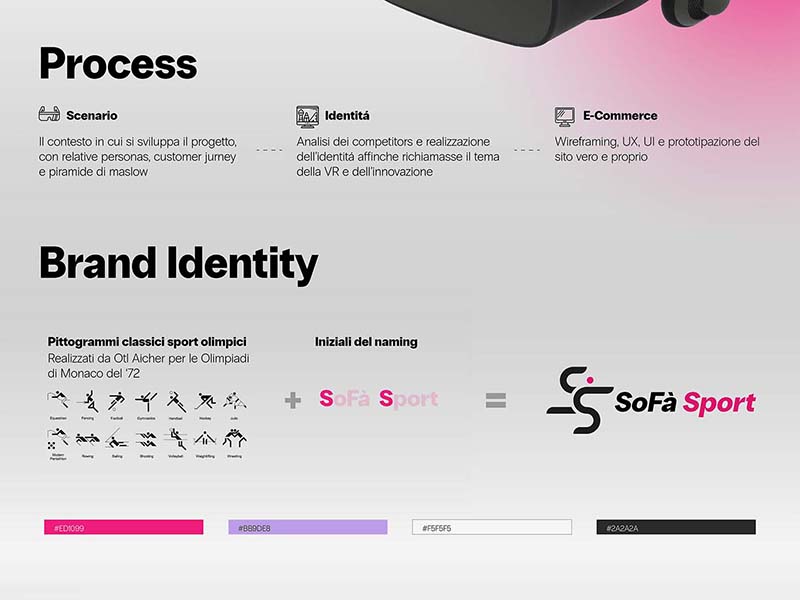 Process
Scenario
Il contesto in cui si sviluppa il progetto,
con relative personas, customer jurney
e piramide di maslow
Identitá
Analisi dei competitors e realizzazione
dell'identitá affinche richiamasse il tema
della VR e dell'innovazione
E-Commerce
Wireframing, UX, UI e prototipazione del
sito vero e proprio
Brand Identity
Pittogrammi classici sport olimpici
Realizzati da Otl Aicher per le Olimpiadi
di Monaco del '72
Equestrian Fencing Football Gymnastics Handball Hockey Judo
Modern Pentathlon Rowing Sailing Shooting Volleyball Weightlifting Wrestling
Iniziali del naming
+ SoFà Sport =
SoFà Sport
#ED1099
#BB9DE8
#F5F5F5
#2A2A2A